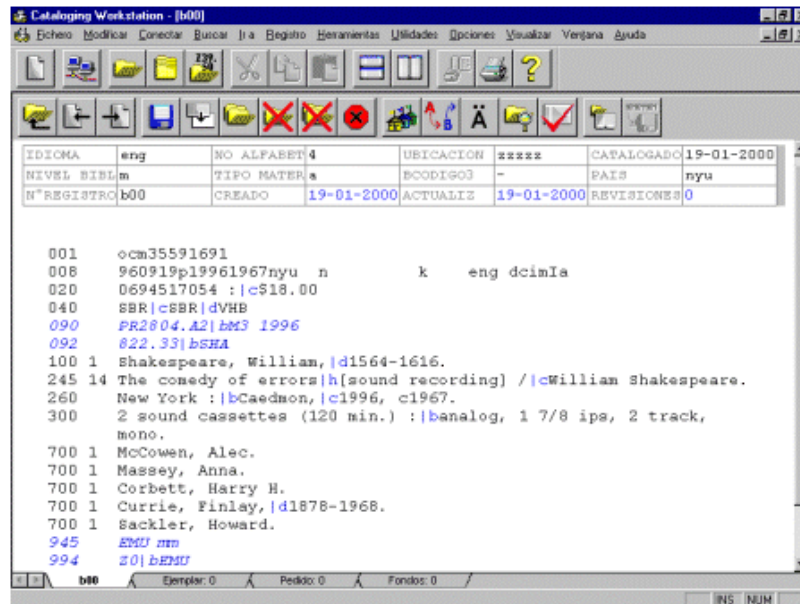 Cataloging Workstation - [b00]
Fichero Modificar Conectar Buscar Ir a Registro Herramientas Utilidades Opciones Visualizar Ventana Ayuda
IDIOMA eng NO ALFABET 4 UBICACION zzzzz CATALOGADO 19-01-2000
NIVEL BIBL m TIPO MATER a BCODIGO3 - PAIS nyu
N°REGISTRO b00 CREADO 19-01-2000 ACTUALIZ 19-01-2000 REVISIONES 0
001 ocm35591691
008 960919p19961967nyu n k eng dcimIa
020 0694517054 :|c$18.00
040 SBR|cSBR|dVHB
090 PR2804.A2|bM3 1996
092 822.33|bSHA
100 1 Shakespeare, William,|d1564-1616.
245 14 The comedy of errors|h[sound recording] /|cWilliam Shakespeare.
260 New York :|bCaedmon,|c1996, c1967.
300 2 sound cassettes (120 min.) :|banalog, 1 7/8 ips, 2 track,
mono.
700 1 McCowen, Alec.
700 1 Massey, Anna.
700 1 Corbett, Harry H.
700 1 Currie, Finlay,|d1878-1968.
700 1 Sackler, Howard.
945 EMU mm
994 Z0|bEMU
b00 Ejemplar: 0 Pedido: 0 Fondos: 0
INS NUM